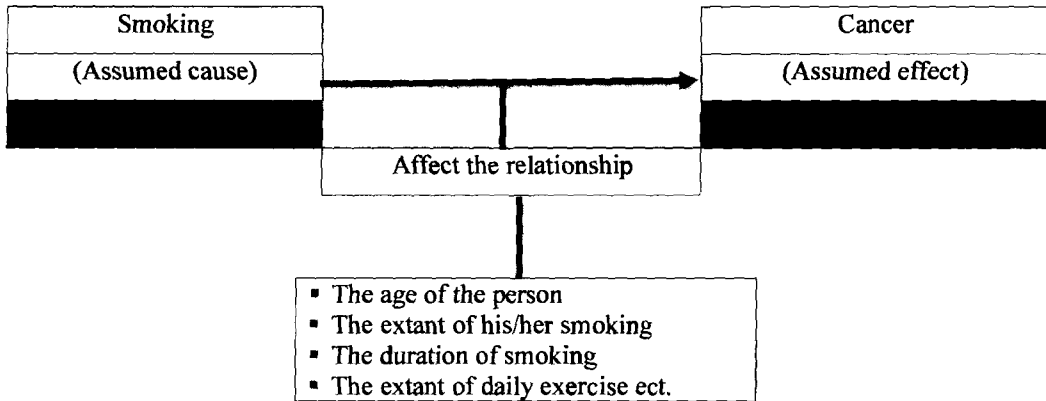 Smoking
(Assumed cause)
Cancer
(Assumed effect)
Affect the relationship
▪ The age of the person
▪ The extant of his/her smoking
▪ The duration of smoking
▪ The extant of daily exercise ect.